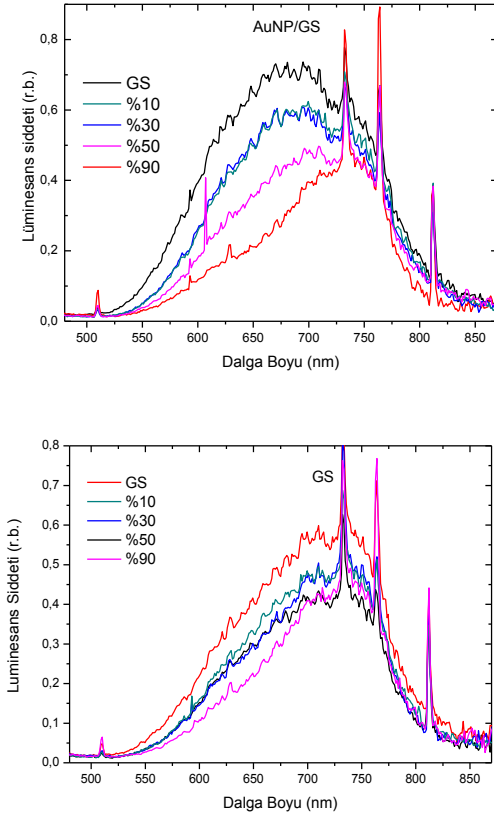 AuNP/GS
GS
%10
%30
%50
%90
0,8
0,6
0,4
0,2
0,0
Lüminesans siddeti (r.b.)
500 550 600 650 700 750 800 850
Dalga Boyu (nm)
GS
GS
%10
%30
%50
%90
0,8
0,7
0,6
0,5
0,4
0,3
0,2
0,1
0,0
Luminesans Siddeti (r.b.)
500 550 600 650 700 750 800 850
Dalga Boyu (nm)